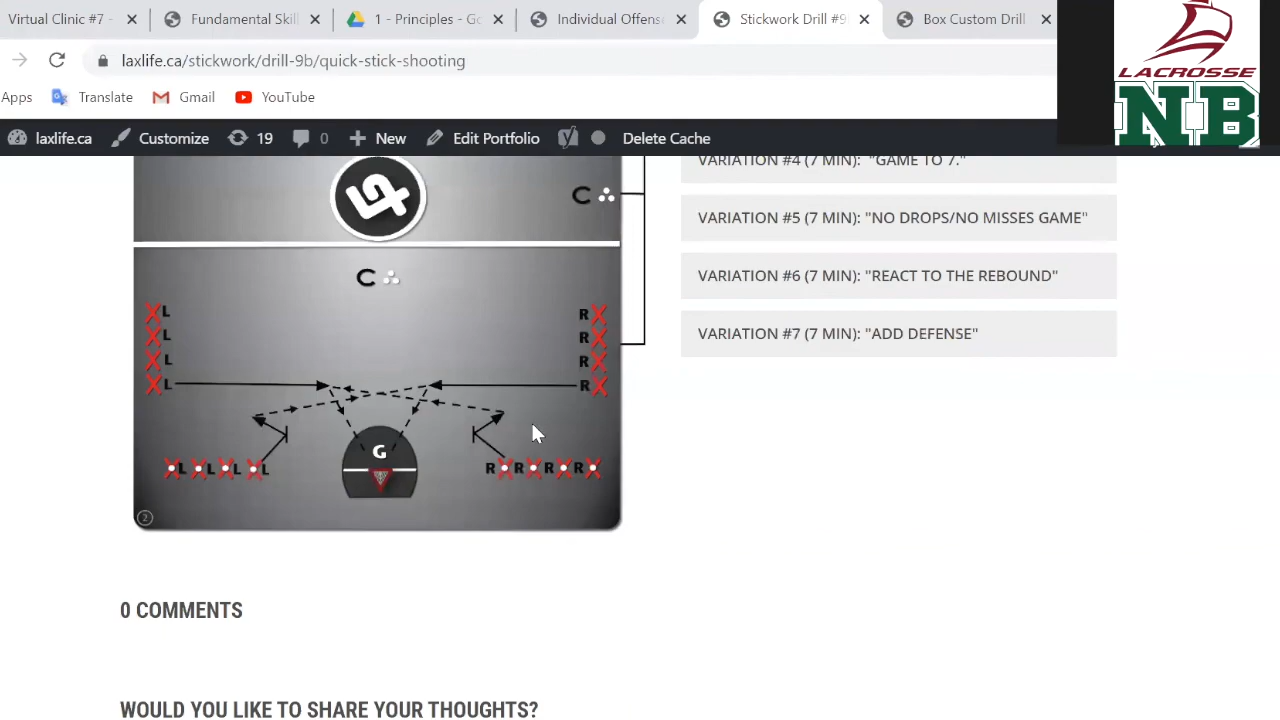 Virtual Clinic #7 -
Fundamental Skil
1 - Principles - Go
Individual Offens
Stickwork Drill #9
Box Custom Drill
laxlife.ca/stickwork/drill-9b/quick-stick-shooting
Apps
Translate
Gmail
YouTube
LACROSSE
NB
laxlife.ca
Customize
19
0
New
Edit Portfolio
Delete Cache
VARIATION #4 (7 MIN): "GAME TO 7."
VARIATION #5 (7 MIN): "NO DROPS/NO MISSES GAME"
VARIATION #6 (7 MIN): "REACT TO THE REBOUND"
VARIATION #7 (7 MIN): "ADD DEFENSE"
C
C
X L R X
X L R X
X L R X
X L R X
G
X L X L X L X L R X R X R X R X
2
0 COMMENTS
WOULD YOU LIKE TO SHARE YOUR THOUGHTS?